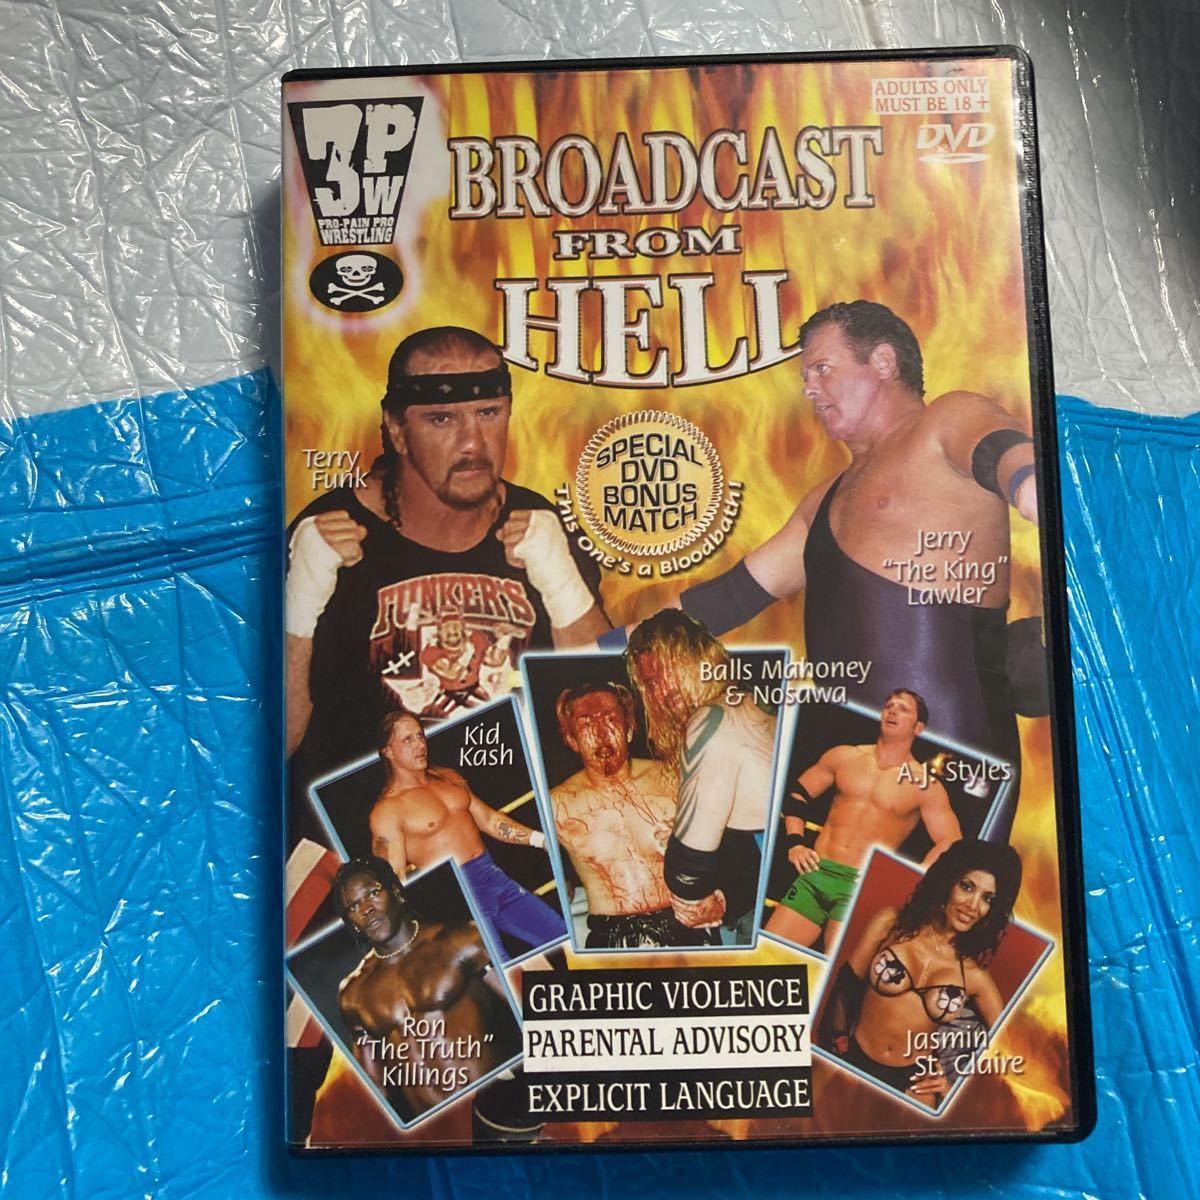 3PW
PRO-PAIN PRO
WRESTLING
ADULTS ONLY
MUST BE 18 +
DVD
BROADCAST
FROM
HELL
Terry
Funk
SPECIAL
DVD
BONUS
MATCH
This One's a Bloodbath!
Jerry
"The King"
Lawler
FUNKER'S
Balls Mahoney
& Nosawa
Kid
Kash
A.J. Styles
Ron
"The Truth"
Killings
Jasmin
St. Claire
GRAPHIC VIOLENCE
PARENTAL ADVISORY
EXPLICIT LANGUAGE